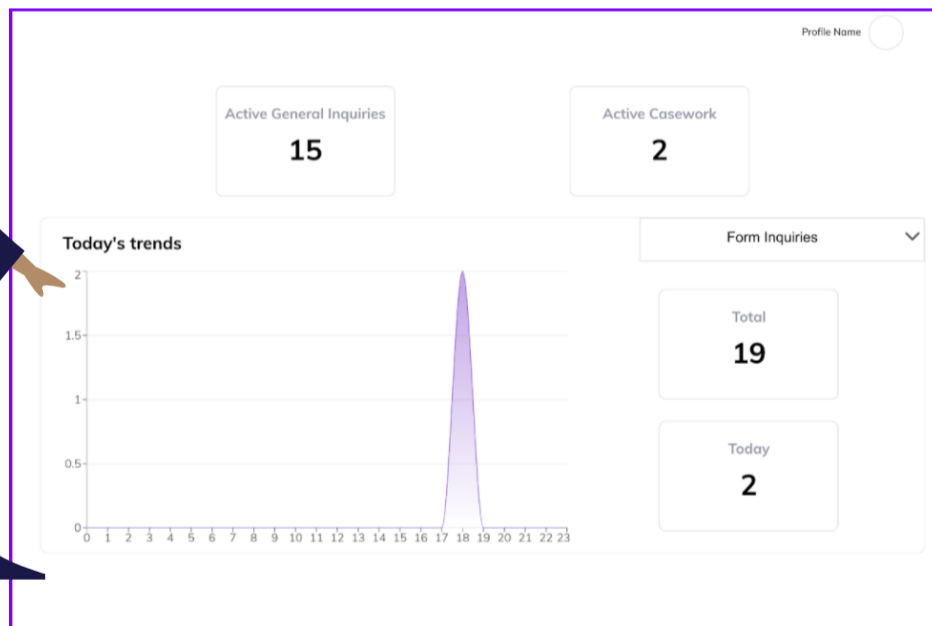 Profile Name
Active General Inquiries
15
Active Casework
2
Today's trends
Form Inquiries
2
1.5
1
0.5
0
0 1 2 3 4 5 6 7 8 9 10 11 12 13 14 15 16 17 18 19 20 21 22 23
Total
19
Today
2